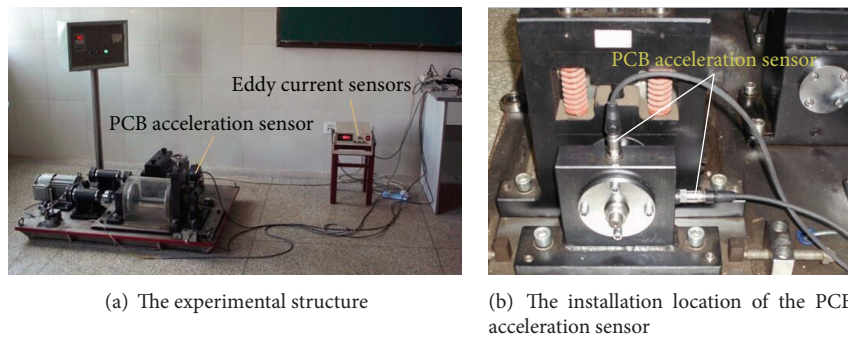 Eddy current sensors
PCB acceleration sensor
PCB acceleration sensor
(a) The experimental structure
(b) The installation location of the PCB
acceleration sensor